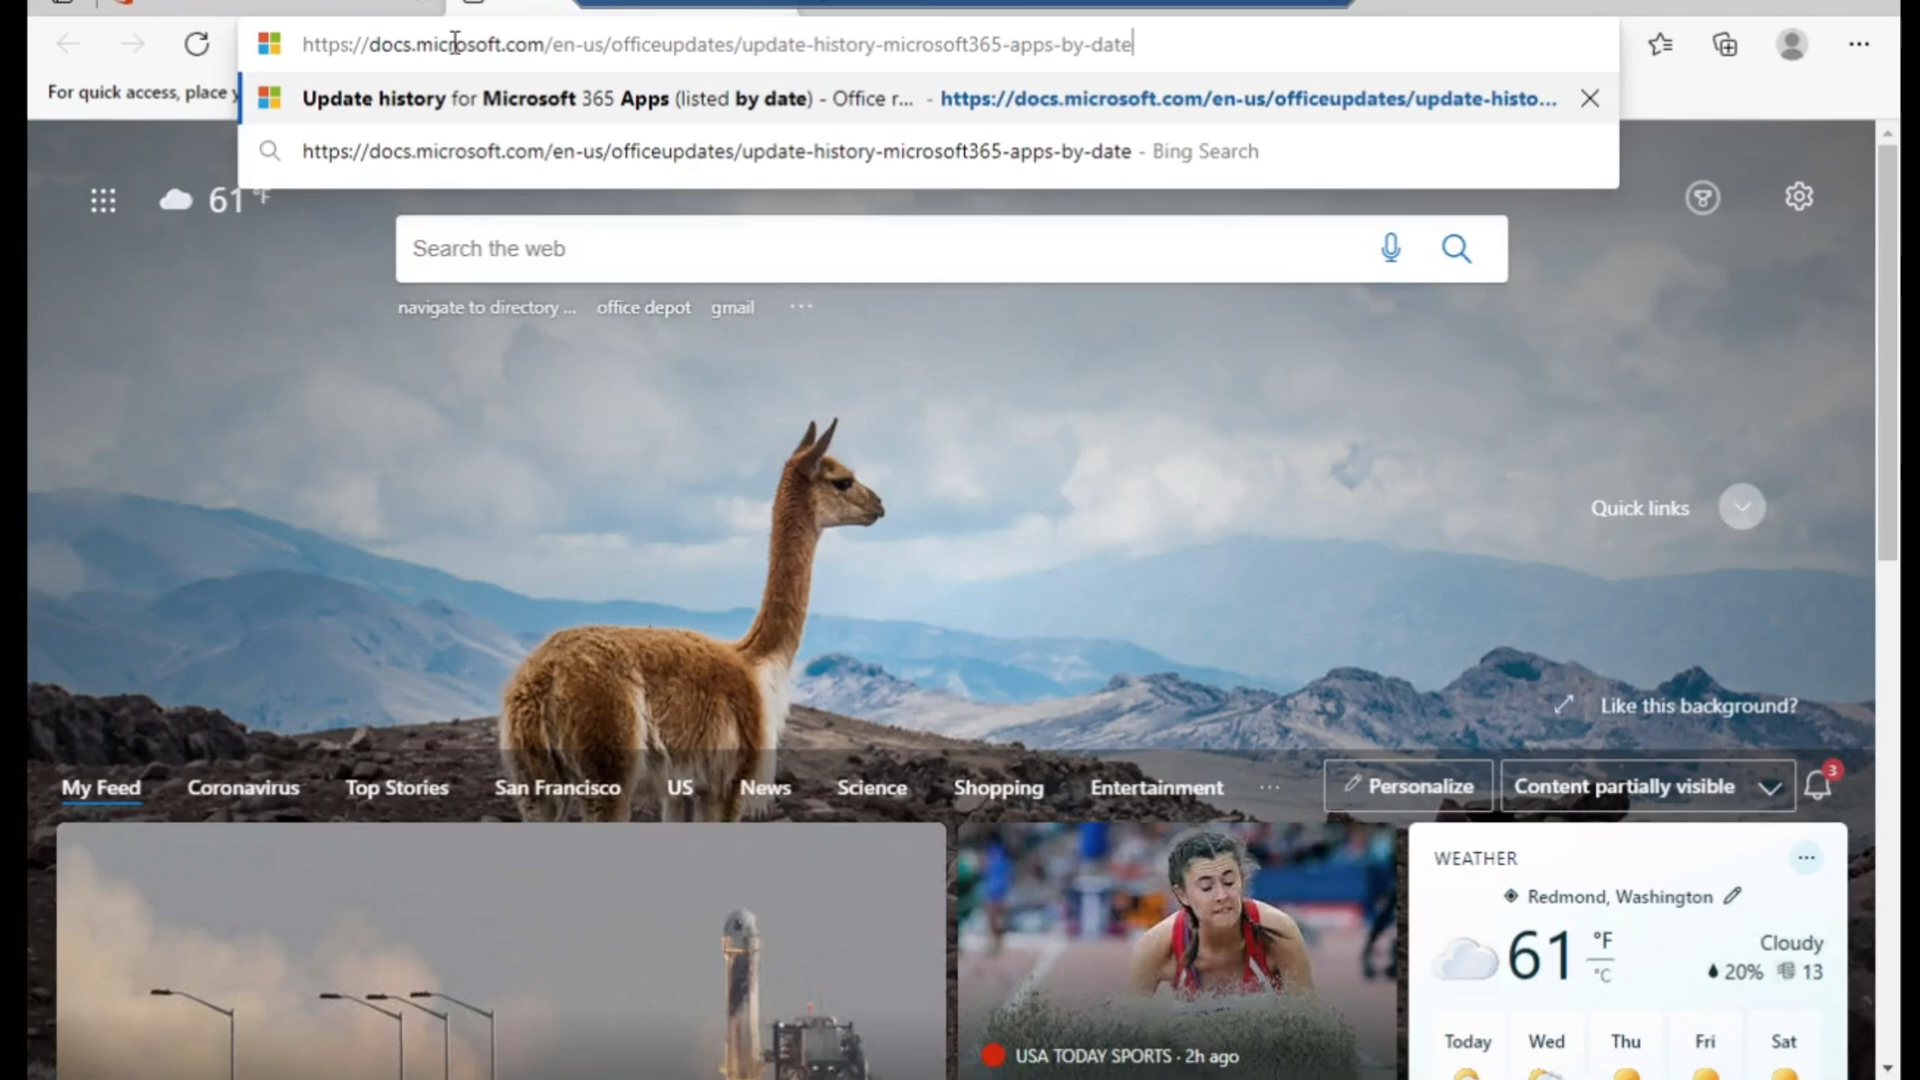 https://docs.microsoft.com/en-us/officeupdates/update-history-microsoft365-apps-by-date
For quick access, place y
Update history for Microsoft 365 Apps (listed by date) - Office r... - https://docs.microsoft.com/en-us/officeupdates/update-histo...
https://docs.microsoft.com/en-us/officeupdates/update-history-microsoft365-apps-by-date - Bing Search
61 °F
Search the web
navigate to directory ... office depot gmail ...
Quick links
Like this background?
My Feed Coronavirus Top Stories San Francisco US News Science Shopping Entertainment ... Personalize Content partially visible 3
WEATHER
Redmond, Washington
61 °F
°C
Cloudy
20% 13
Today Wed Thu Fri Sat
USA TODAY SPORTS · 2h ago